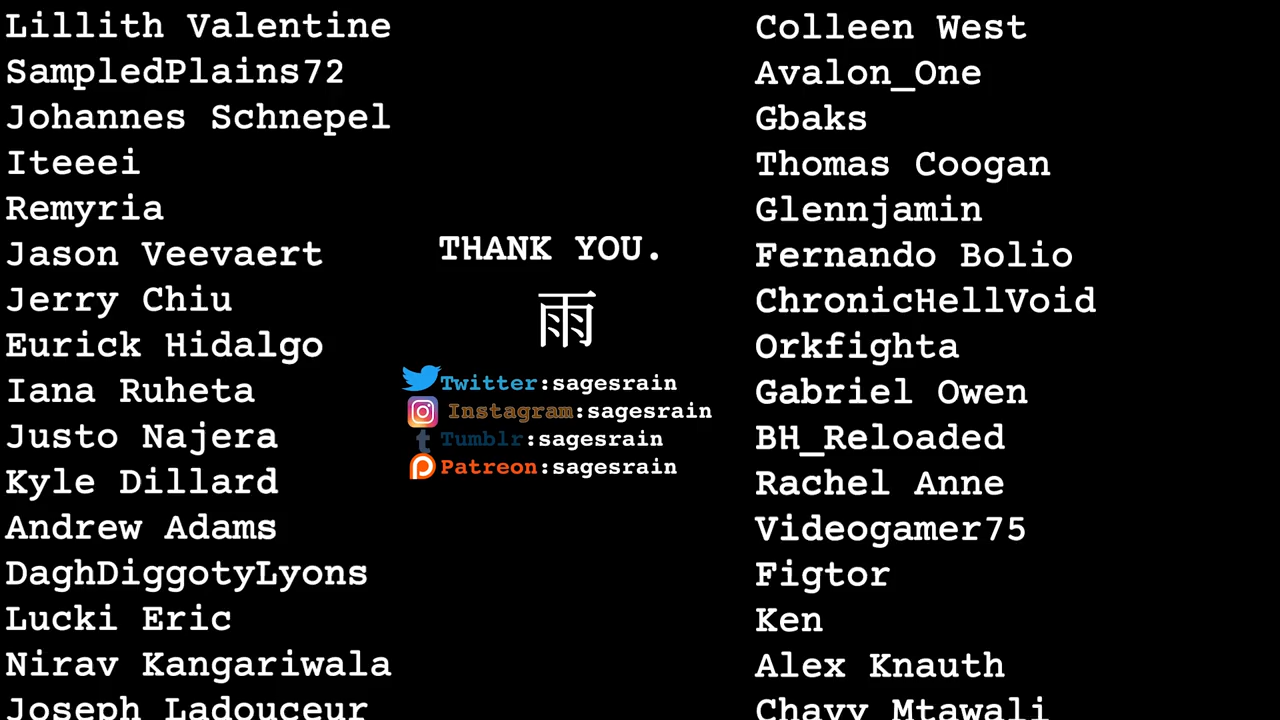 Lillith Valentine
SampledPlains72
Johannes Schnepel
Iteeei
Remyria
Jason Veevaert
Jerry Chiu
Eurick Hidalgo
Iana Ruheta
Justo Najera
Kyle Dillard
Andrew Adams
DaghDiggotyLyons
Lucki Eric
Nirav Kangariwala
Joseph Ladouceur
THANK YOU.
雨
Twitter:sagesrain
Instagram:sagesrain
Tumblr:sagesrain
Patreon:sagesrain
Colleen West
Avalon_One
Gbaks
Thomas Coogan
Glennjamin
Fernando Bolio
ChronicHellVoid
Orkfighta
Gabriel Owen
BH_Reloaded
Rachel Anne
Videogamer75
Figtor
Ken
Alex Knauth
Chavy Mtawali